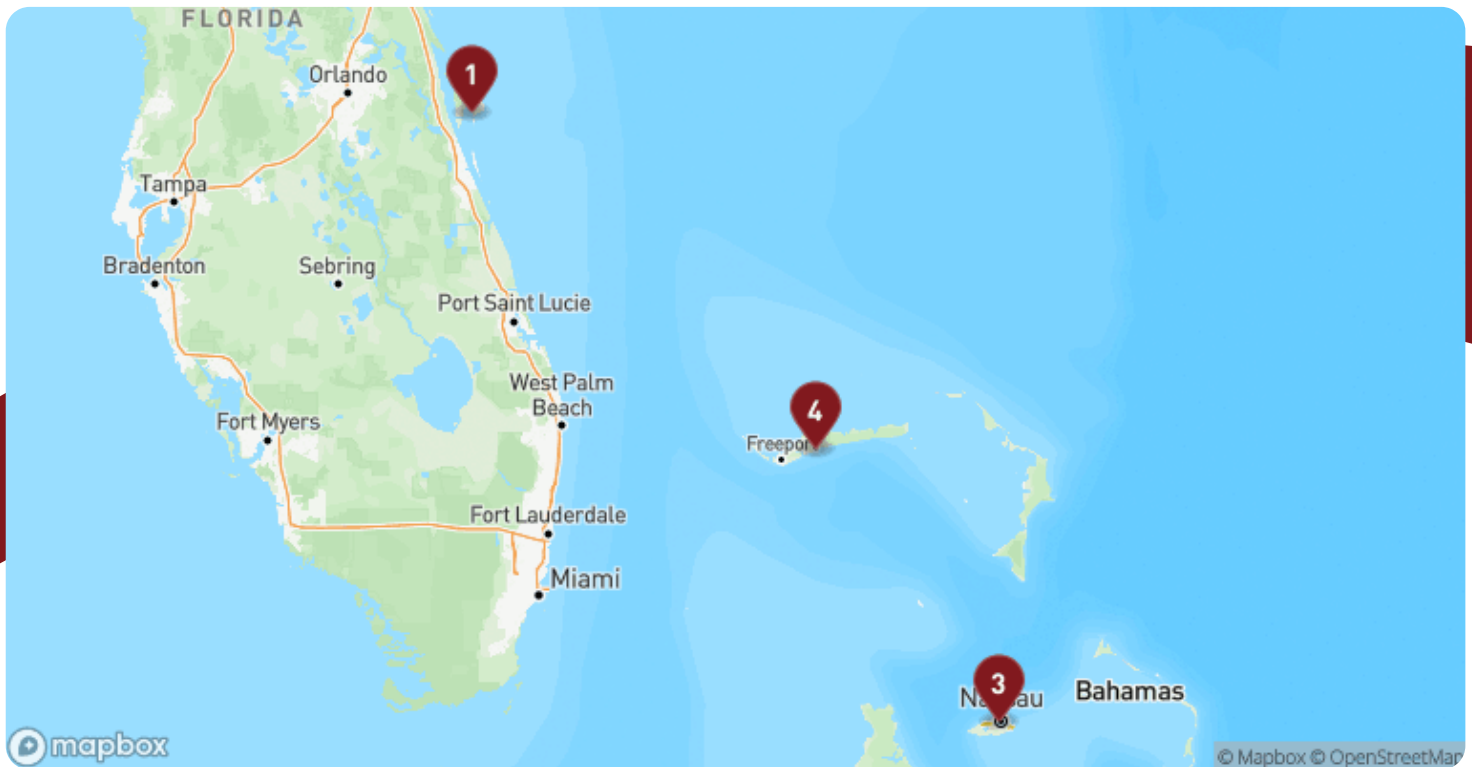 FLORIDA
1
Orlando
Tampa
Bradenton
Sebring
Port Saint Lucie
West Palm
Beach
4
Fort Myers
Freeport
Fort Lauderdale
Miami
3
Nassau
Bahamas
mapbox
© Mapbox © OpenStreetMap